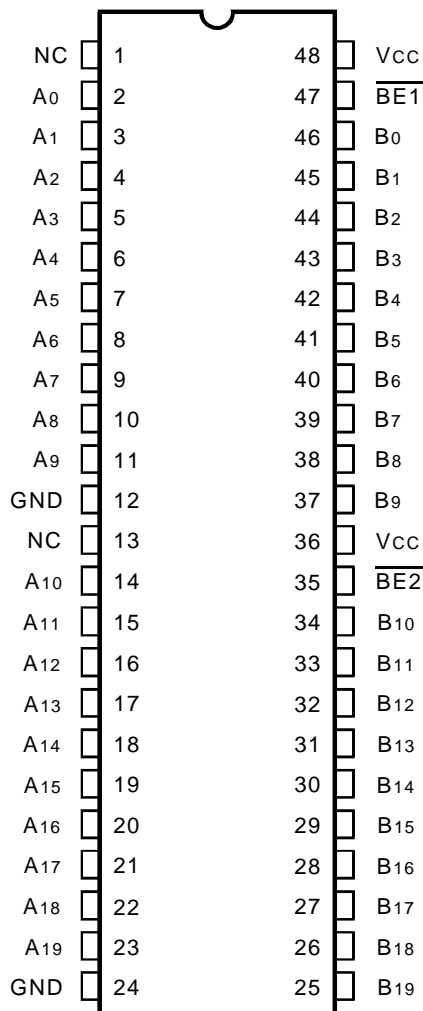 NC 1 48 VCC
A0 2 47 BE1
A1 3 46 B0
A2 4 45 B1
A3 5 44 B2
A4 6 43 B3
A5 7 42 B4
A6 8 41 B5
A7 9 40 B6
A8 10 39 B7
A9 11 38 B8
GND 12 37 B9
NC 13 36 VCC
A10 14 35 BE2
A11 15 34 B10
A12 16 33 B11
A13 17 32 B12
A14 18 31 B13
A15 19 30 B14
A16 20 29 B15
A17 21 28 B16
A18 22 27 B17
A19 23 26 B18
GND 24 25 B19